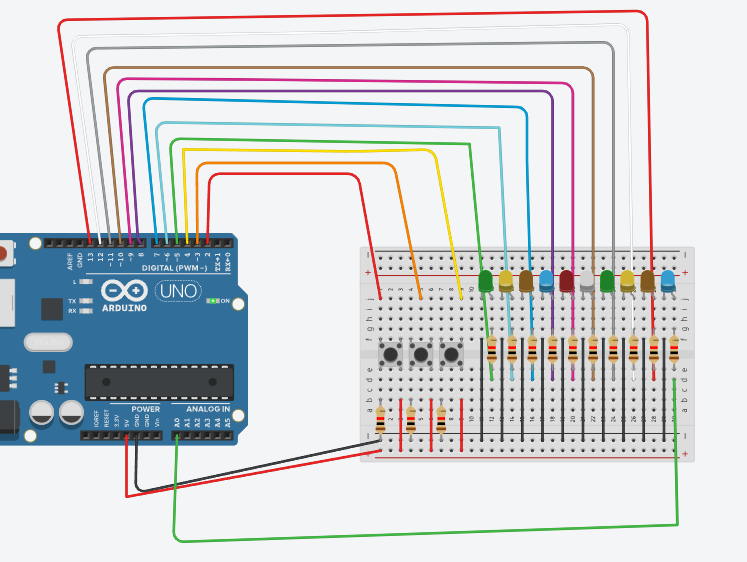 AREF
GND
13
12
~11
~10
~9
8
7
~6
~5
4
~3
2
TX→1
RX←0
DIGITAL (PWM~)
L
TX
RX
ARDUINO
UNO
ON
POWER
ANALOG IN
IOREF
RESET
3.3V
5V
GND
GND
Vin
A0
A1
A2
A3
A4
A5
j
i
h
g
f
e
d
c
b
a